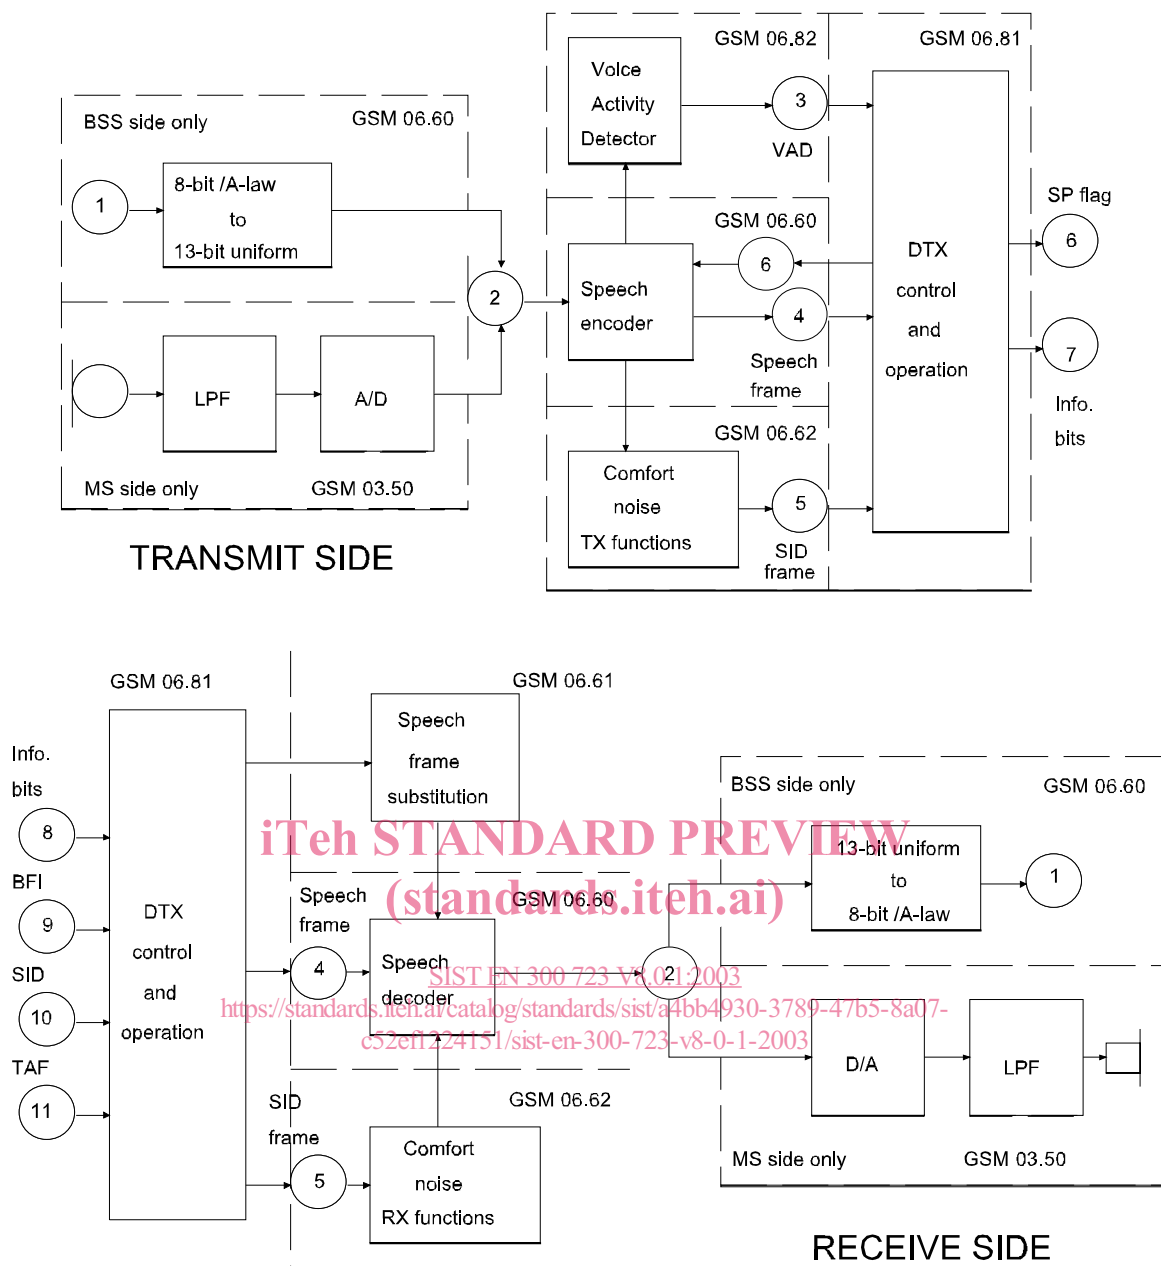 GSM 06.82
GSM 06.81
Volce
Activity
Detector
3
VAD
BSS side only
GSM 06.60
1
8-bit /A-law
to
13-bit uniform
2
LPF
A/D
MS side only
GSM 03.50
GSM 06.60
Speech
encoder
6
4
Speech
frame
GSM 06.62
Comfort
noise
TX functions
5
SID
frame
DTX
control
and
operation
SP flag
6
7
Info.
bits
TRANSMIT SIDE
GSM 06.81
GSM 06.61
Info.
bits
8
BFI
9
SID
10
TAF
11
DTX
control
and
operation
Speech
frame
substitution
iTeh STANDARD PREVIEW
(standards.iteh.ai)
Speech
frame
GSM 06.60
4
Speech
decoder
2
SIST EN 300 723 V8.0.1:2003
https://standards.iteh.ai/catalog/standards/sist/a4bb4930-3789-47b5-8a07-
c52ef1224151/sist-en-300-723-v8-0-1-2003
SID
frame
GSM 06.62
5
Comfort
noise
RX functions
BSS side only
GSM 06.60
13-bit uniform
to
8-bit /A-law
1
D/A
LPF
MS side only
GSM 03.50
RECEIVE SIDE